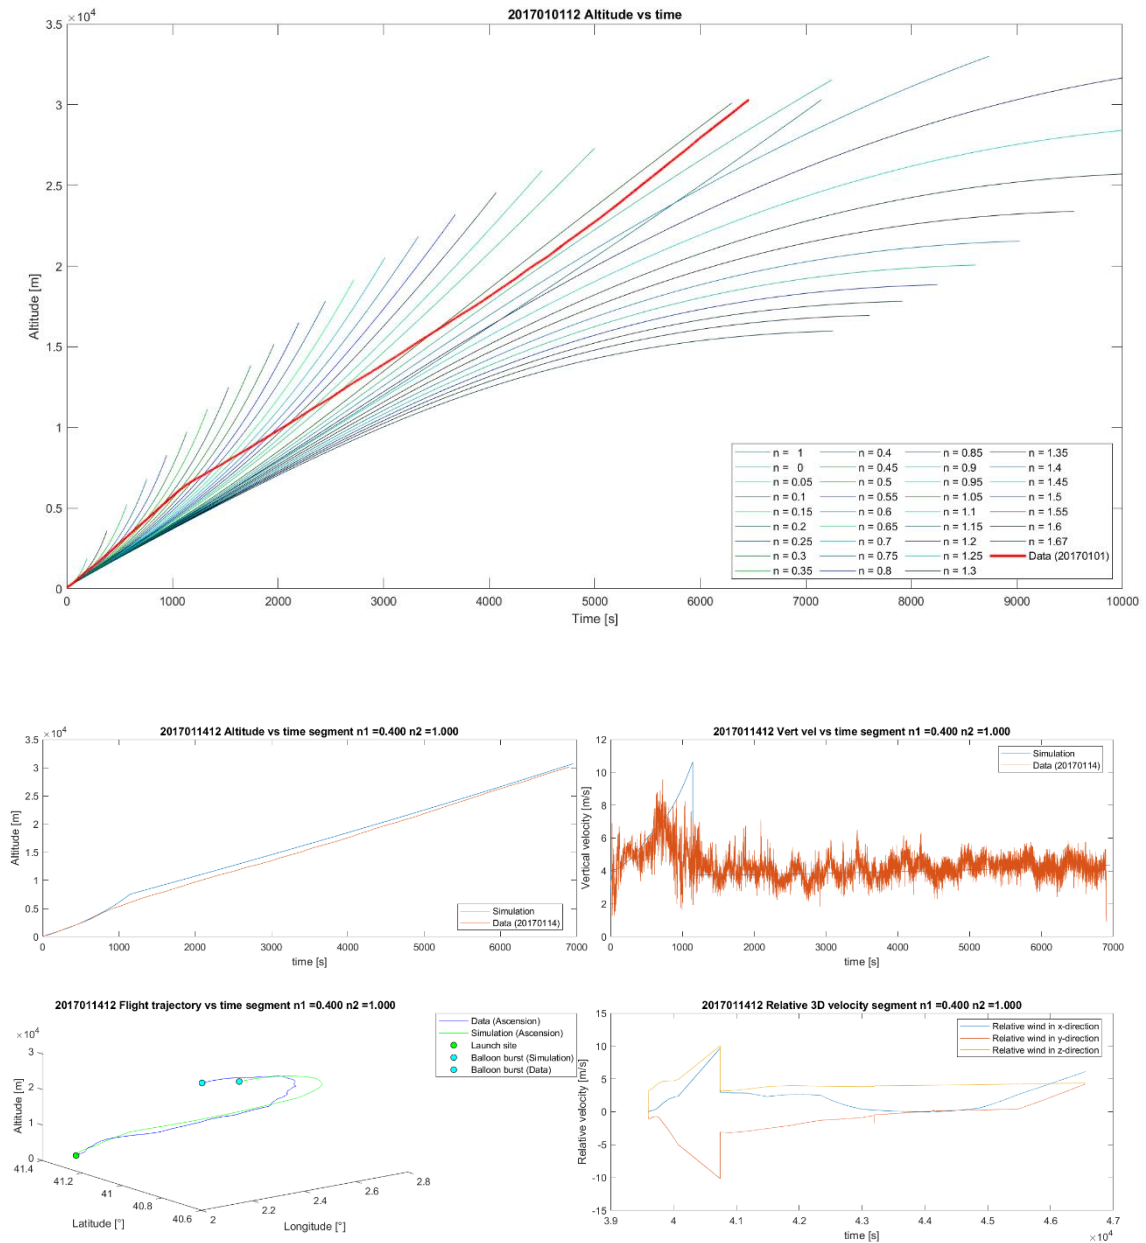 2017010112 Altitude vs time
×10⁴
3.5
3
2.5
2
1.5
1
0.5
0
Altitude [m]
0 1000 2000 3000 4000 5000 6000 7000 8000 9000 10000
Time [s]
n = 1 n = 0.4 n = 0.85 n = 1.35
n = 0 n = 0.45 n = 0.9 n = 1.4
n = 0.05 n = 0.5 n = 0.95 n = 1.45
n = 0.1 n = 0.55 n = 1.05 n = 1.5
n = 0.15 n = 0.6 n = 1.1 n = 1.55
n = 0.2 n = 0.65 n = 1.15 n = 1.6
n = 0.25 n = 0.7 n = 1.2 n = 1.67
n = 0.3 n = 0.75 n = 1.25 Data (20170101)
n = 0.35 n = 0.8 n = 1.3
2017011412 Altitude vs time segment n1 =0.400 n2 =1.000
×10⁴
3.5
3
2.5
2
1.5
1
0.5
0
Altitude [m]
0 1000 2000 3000 4000 5000 6000 7000
time [s]
Simulation
Data (20170114)
2017011412 Vert vel vs time segment n1 =0.400 n2 =1.000
12
10
8
6
4
2
0
Vertical velocity [m/s]
0 1000 2000 3000 4000 5000 6000 7000
time [s]
Simulation
Data (20170114)
2017011412 Flight trajectory vs time segment n1 =0.400 n2 =1.000
×10⁴
3
2
1
0
Altitude [m]
41.4
41.2
41
40.8
40.6
Latitude [°]
2
2.2
2.4
2.6
2.8
Longitude [°]
Data (Ascension)
Simulation (Ascension)
Launch site
Balloon burst (Simulation)
Balloon burst (Data)
2017011412 Relative 3D velocity segment n1 =0.400 n2 =1.000
15
10
5
0
-5
-10
-15
Relative velocity [m/s]
3.9 4 4.1 4.2 4.3 4.4 4.5 4.6 4.7
×10⁴
time [s]
Relative wind in x-direction
Relative wind in y-direction
Relative wind in z-direction